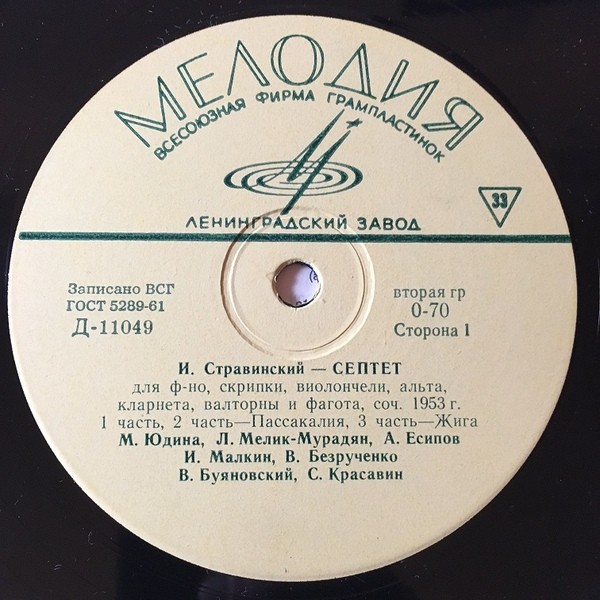 МЕЛОДИЯ
ВСЕСОЮЗНАЯ ФИРМА ГРАМПЛАСТИНОК
33
ЛЕНИНГРАДСКИЙ ЗАВОД
Записано ВСГ
ГОСТ 5289-61
Д-11049
вторая гр
0-70
Сторона 1
И. Стравинский — СЕПТЕТ
для ф-но, скрипки, виолончели, альта,
кларнета, валторны и фагота, соч. 1953 г.
1 часть, 2 часть—Пассакалия, 3 часть—Жига
М. Юдина, Л. Мелик-Мурадян, А. Есипов
И. Малкин, В. Безрученко
В. Буяновский, С. Красавин